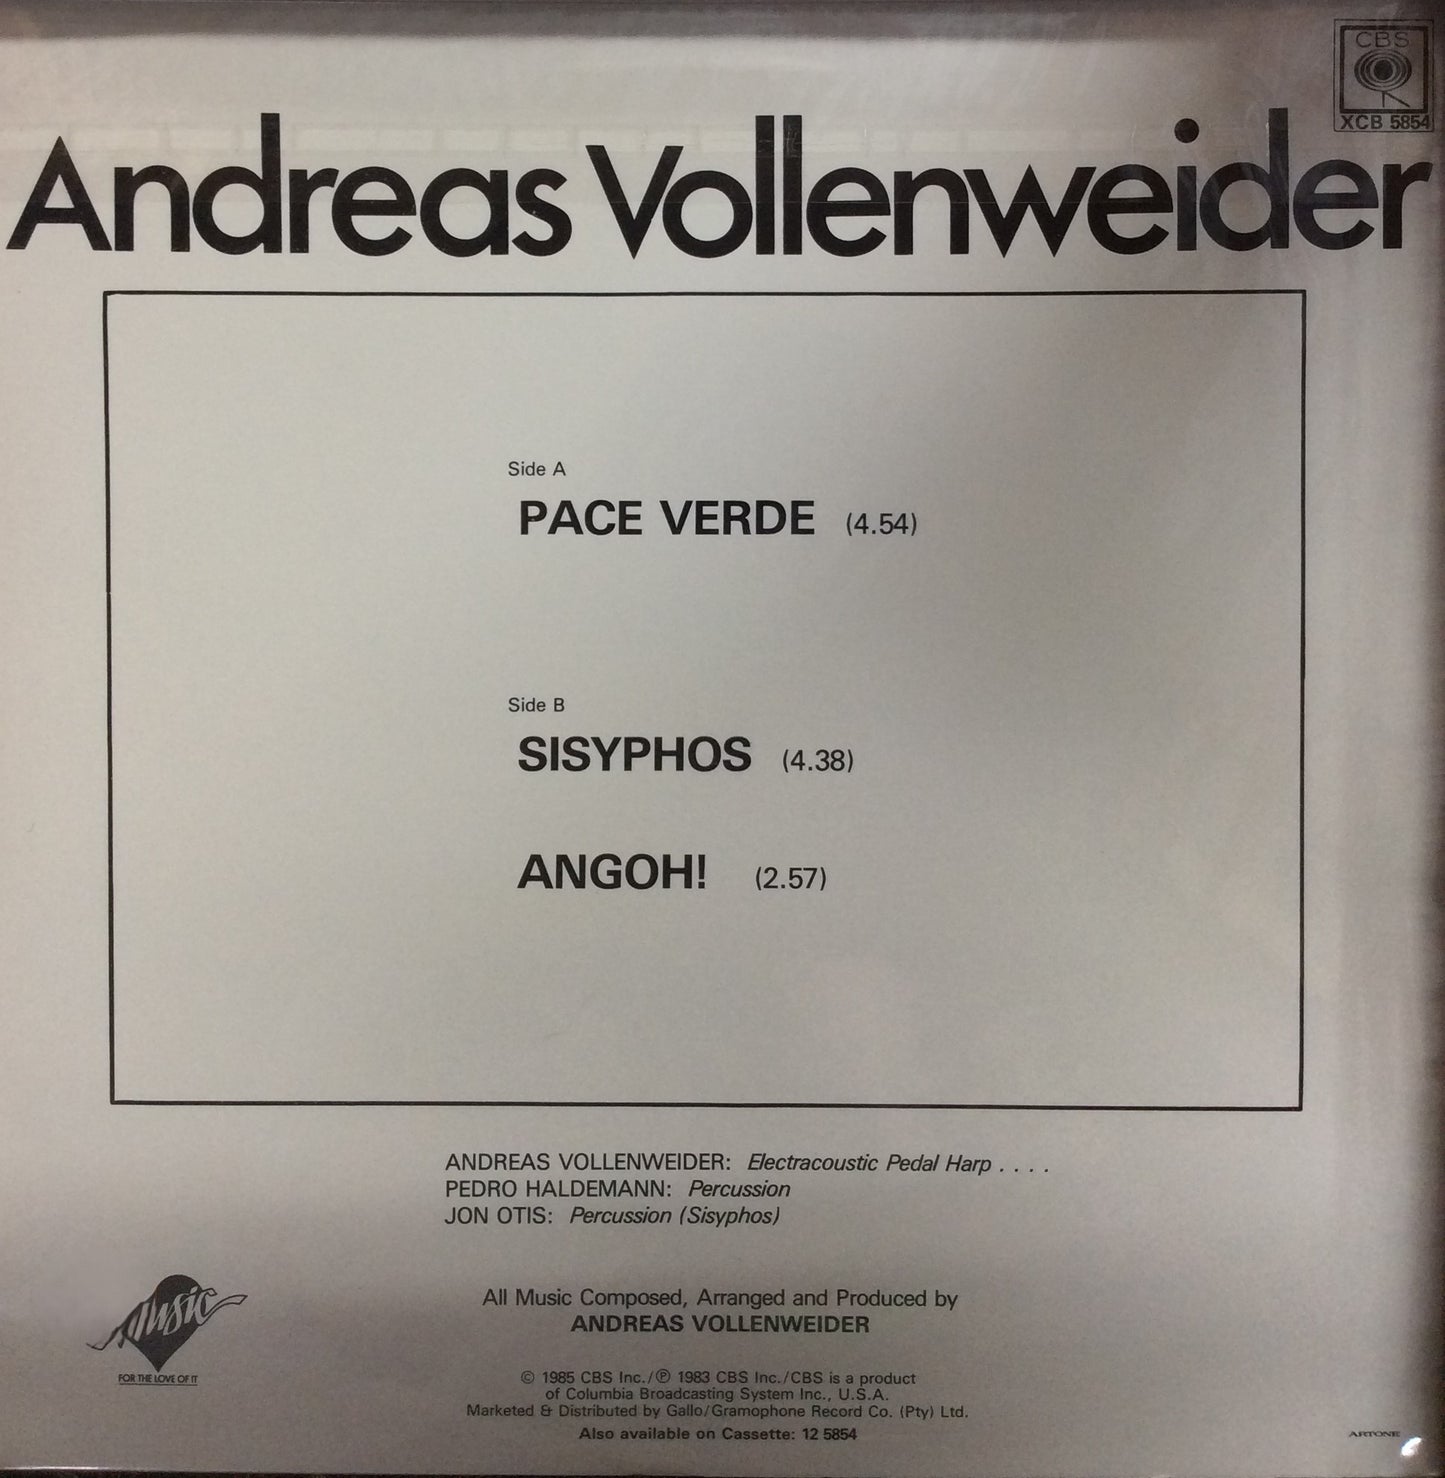 CBS
XCB 5854
Andreas Vollenweider
Side A
PACE VERDE (4.54)
Side B
SISYPHOS (4.38)
ANGOH! (2.57)
ANDREAS VOLLENWEIDER: Electracoustic Pedal Harp . . . .
PEDRO HALDEMANN: Percussion
JON OTIS: Percussion (Sisyphos)
Music
FOR THE LOVE OF IT
All Music Composed, Arranged and Produced by
ANDREAS VOLLENWEIDER
© 1985 CBS Inc./℗ 1983 CBS Inc./CBS is a product
of Columbia Broadcasting System Inc., U.S.A.
Marketed & Distributed by Gallo/Gramophone Record Co. (Pty) Ltd.
Also available on Cassette: 12 5854
ARTONE